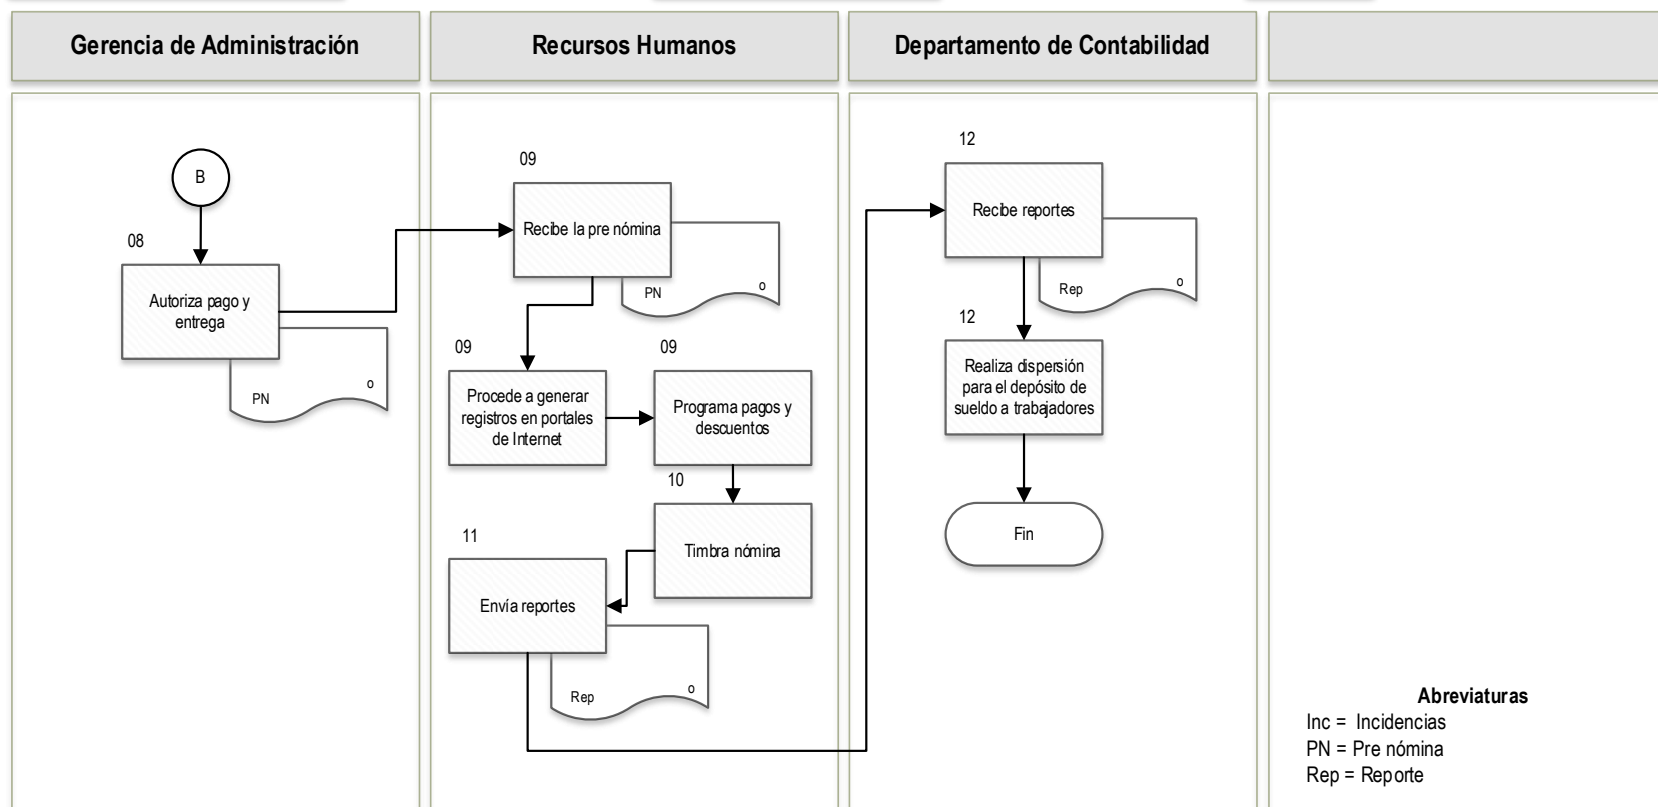 Gerencia de Administración
Recursos Humanos
Departamento de Contabilidad
B
08
Autoriza pago y
entrega
PN
o
09
Recibe la pre nómina
PN
o
09
Procede a generar
registros en portales
de Internet
09
Programa pagos y
descuentos
10
Timbra nómina
11
Envía reportes
Rep
o
12
Recibe reportes
Rep
o
12
Realiza dispersión
para el depósito de
sueldo a trabajadores
Fin
Abreviaturas
Inc = Incidencias
PN = Pre nómina
Rep = Reporte